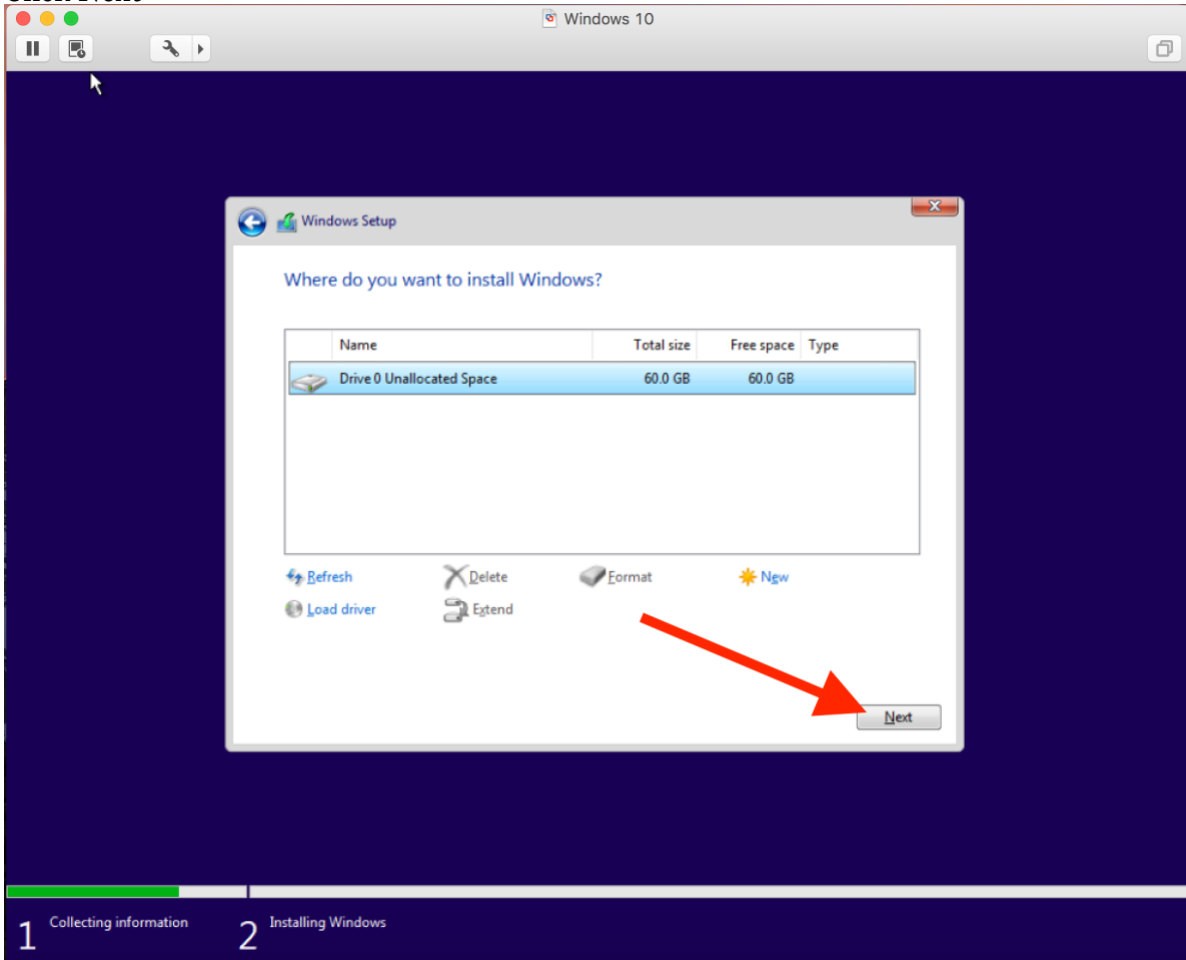 Click Next
Windows 10
Windows Setup
Where do you want to install Windows?
Name Total size Free space Type
Drive 0 Unallocated Space 60.0 GB 60.0 GB
Refresh Delete Format New
Load driver Extend
Next
1 Collecting information 2 Installing Windows